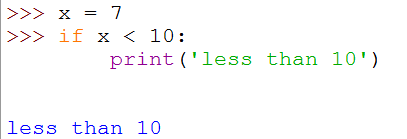 >>> x = 7
>>> if x < 10:
        print('less than 10')
less than 10